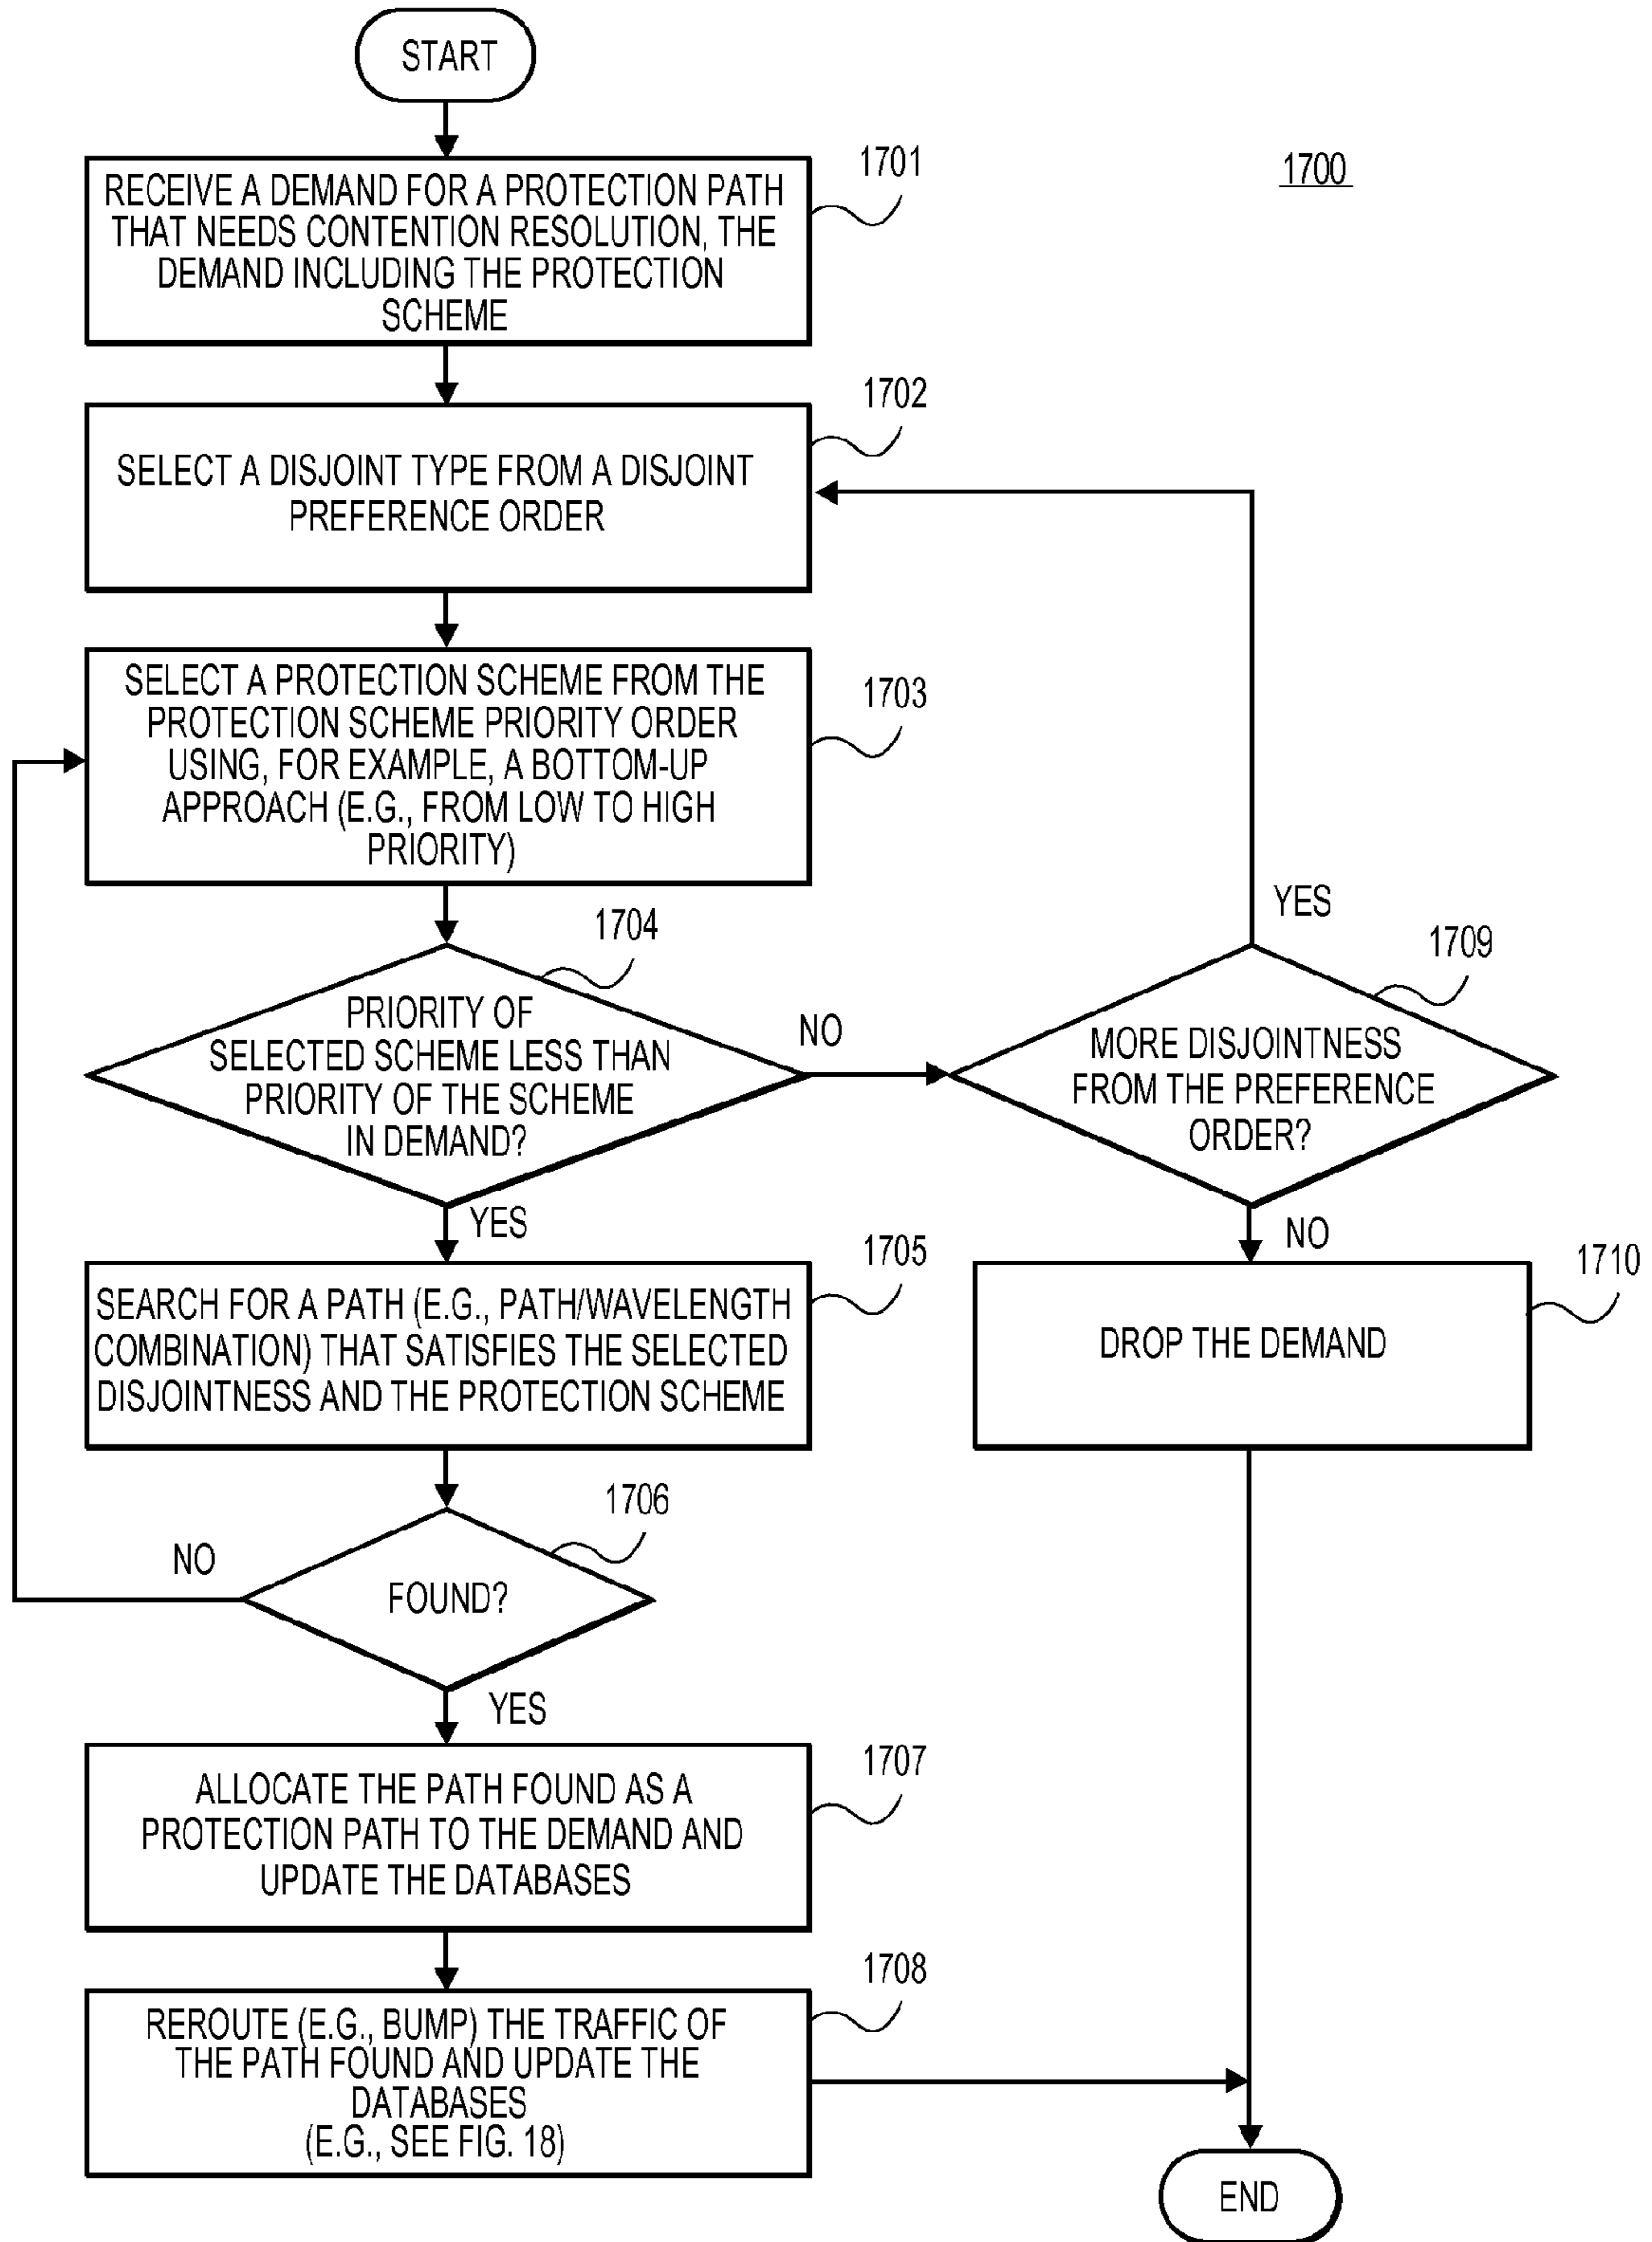 START
1700
1701
RECEIVE A DEMAND FOR A PROTECTION PATH
THAT NEEDS CONTENTION RESOLUTION, THE
DEMAND INCLUDING THE PROTECTION
SCHEME
1702
SELECT A DISJOINT TYPE FROM A DISJOINT
PREFERENCE ORDER
1703
SELECT A PROTECTION SCHEME FROM THE
PROTECTION SCHEME PRIORITY ORDER
USING, FOR EXAMPLE, A BOTTOM-UP
APPROACH (E.G., FROM LOW TO HIGH
PRIORITY)
1704
PRIORITY OF
SELECTED SCHEME LESS THAN
PRIORITY OF THE SCHEME
IN DEMAND?
NO
YES
YES
1709
MORE DISJOINTNESS
FROM THE PREFERENCE
ORDER?
NO
1705
SEARCH FOR A PATH (E.G., PATH/WAVELENGTH
COMBINATION) THAT SATISFIES THE SELECTED
DISJOINTNESS AND THE PROTECTION SCHEME
1710
DROP THE DEMAND
1706
FOUND?
NO
YES
1707
ALLOCATE THE PATH FOUND AS A
PROTECTION PATH TO THE DEMAND AND
UPDATE THE DATABASES
1708
REROUTE (E.G., BUMP) THE TRAFFIC OF
THE PATH FOUND AND UPDATE THE
DATABASES
(E.G., SEE FIG. 18)
END